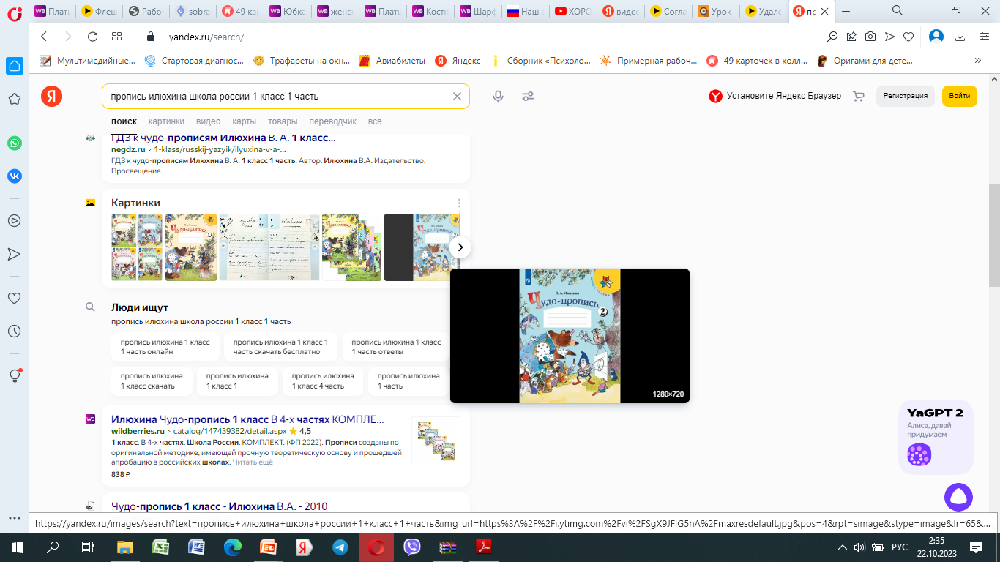 Плать
Флеш
Рабо
sobra
49 кар
Юбка
женс
Плать
Костю
Шарф
Наш с
ХОРО
видео
Согла
Урок
Удале
пр
yandex.ru/search/
Мультимедийные...
Стартовая диагнос...
Трафареты на окн...
Авиабилеты
Яндекс
Сборник «Психоло...
Примерная рабоч...
49 карточек в колл...
Оригами для дете...
пропись илюхина школа россии 1 класс 1 часть
Установите Яндекс Браузер
Регистрация
Войти
поиск картинки видео карты товары переводчик все
ГДЗ к чудо-прописям Илюхина В. А. 1 класс...
negdz.ru › 1-klass/russkij-yazyik/ilyuxina-v-a-...
ГДЗ к чудо-прописям Илюхина В. А. 1 класс 1 часть. Автор: Илюхина В.А. Издательство:
Просвещение.
Картинки
Чудо-пропись
Люди ищут
пропись илюхина школа россии 1 класс 1 часть
пропись илюхина 1 класс
1 часть онлайн
пропись илюхина 1 класс 1
часть скачать бесплатно
пропись илюхина 1 класс
1 часть ответы
пропись илюхина
1 класс скачать
пропись илюхина
1 класс 1
пропись илюхина
1 класс 4 часть
пропись илюхина
1 часть
В. А. Илюхина
Чудо-пропись
2
1280×720
Илюхина Чудо-пропись 1 класс В 4-х частях КОМПЛЕ...
wildberries.ru › catalog/147439382/detail.aspx 4,5
1 класс. В 4-х частях. Школа России. КОМПЛЕКТ. (ФП 2022). Прописи созданы по
оригинальной методике, имеющей прочную теоретическую основу и прошедшей
апробацию в российских школах. Читать ещё
838 ₽
YaGPT 2
Алиса, давай
придумаем
Чудо-пропись 1 класс - Илюхина В.А. - 2010
https://yandex.ru/images/search?text=пропись+илюхина+школа+россии+1+класс+1+часть&img_url=https%3A%2F%2Fi.ytimg.com%2Fvi%2FSgX9JFlG5nA%2Fmaxresdefault.jpg&pos=4&rpt=simage&stype=image&lr=65&...
РУС
2:35
22.10.2023